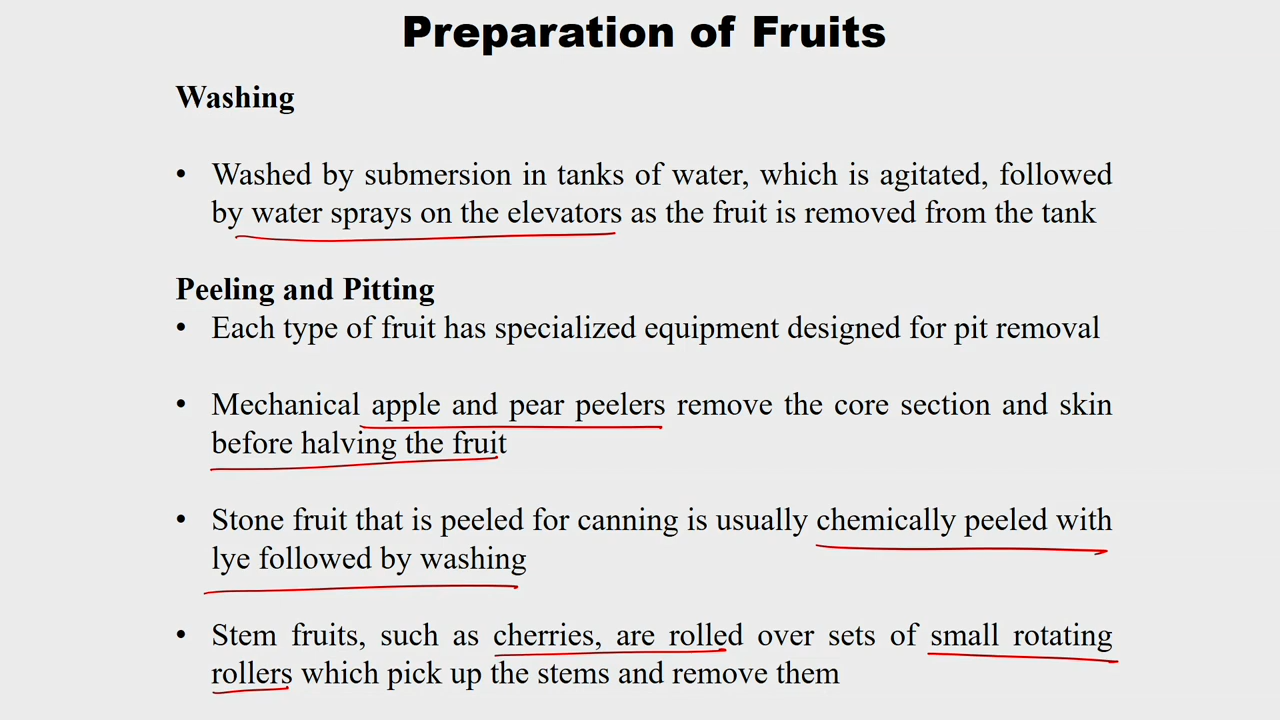 Preparation of Fruits
Washing
• Washed by submersion in tanks of water, which is agitated, followed
by water sprays on the elevators as the fruit is removed from the tank
Peeling and Pitting
• Each type of fruit has specialized equipment designed for pit removal
• Mechanical apple and pear peelers remove the core section and skin
before halving the fruit
• Stone fruit that is peeled for canning is usually chemically peeled with
lye followed by washing
• Stem fruits, such as cherries, are rolled over sets of small rotating
rollers which pick up the stems and remove them